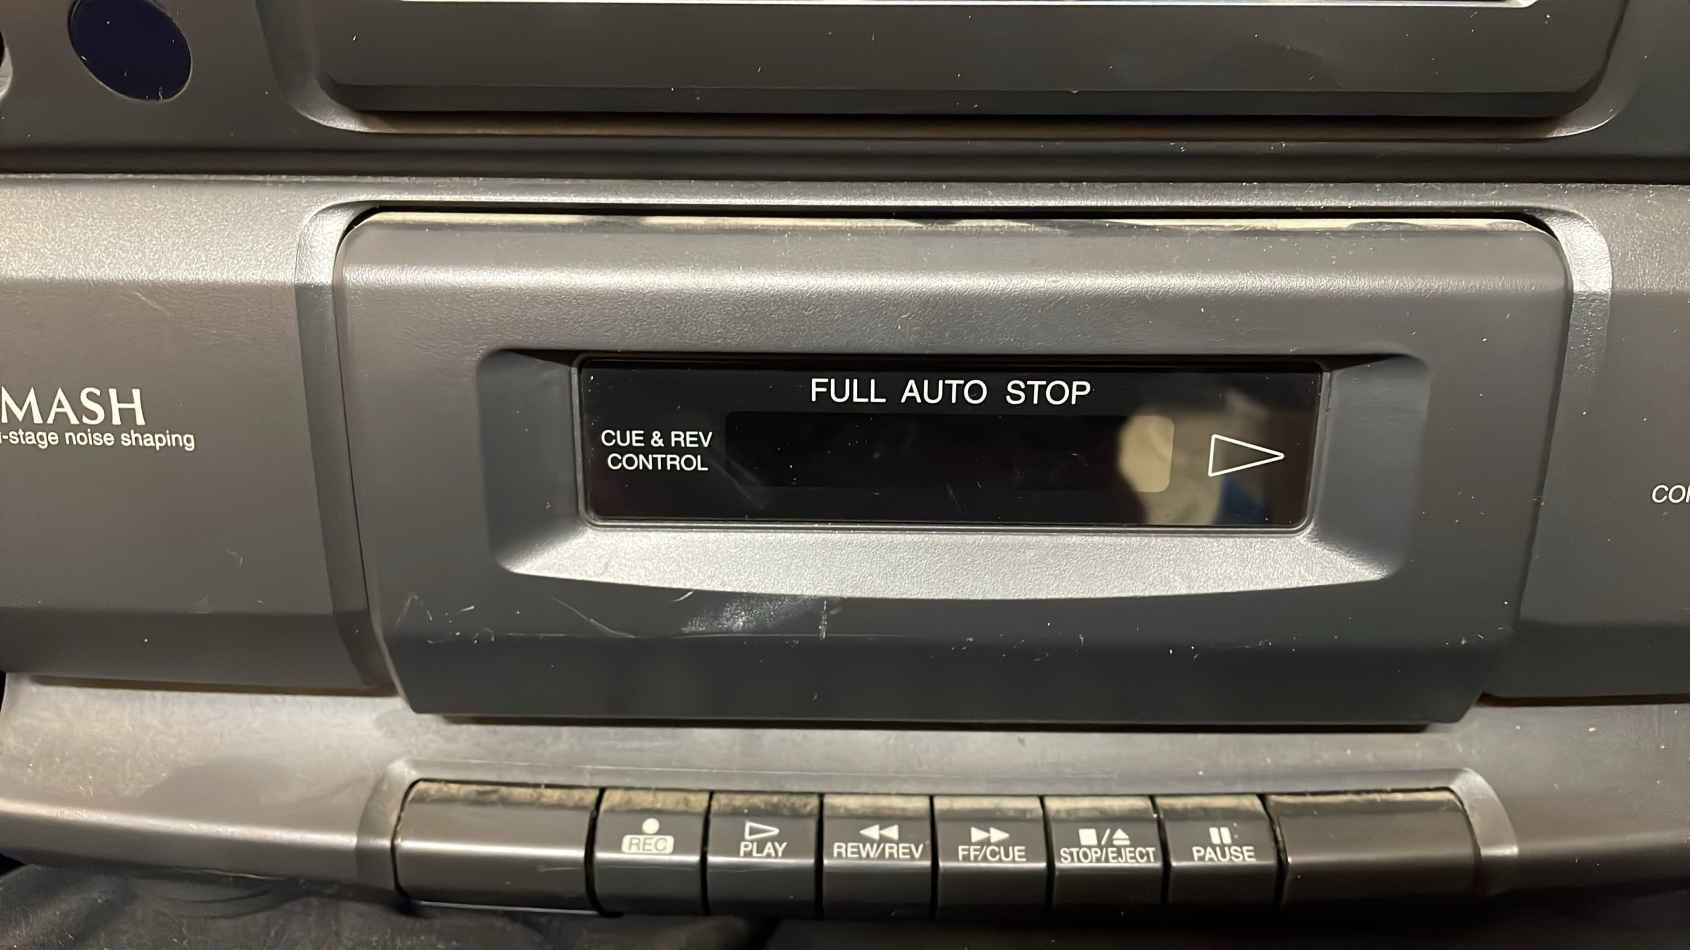 MASH
-stage noise shaping
FULL AUTO STOP
CUE & REV
CONTROL
REC
PLAY
REW/REV
FF/CUE
STOP/EJECT
PAUSE